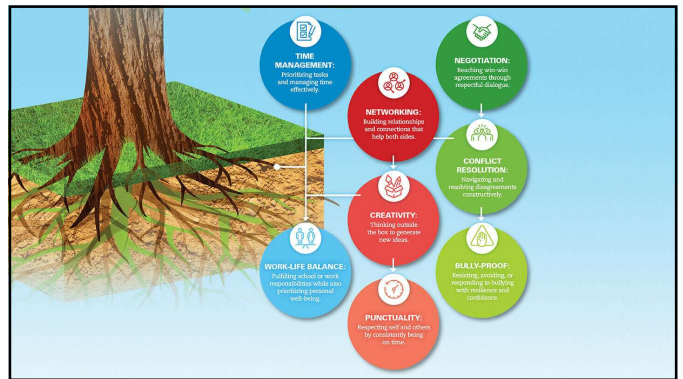 TIME
MANAGEMENT:
Prioritizing tasks
and managing time
effectively.
NEGOTIATION:
Reaching win-win
agreements through
respectful dialogue.
NETWORKING:
Building relationships
and connections that
help both sides.
CONFLICT
RESOLUTION:
Navigating and
resolving disagreements
constructively.
CREATIVITY:
Thinking outside
the box to generate
new ideas.
WORK-LIFE BALANCE:
Fulfilling school or work
responsibilities while also
prioritizing personal
well-being.
BULLY-PROOF:
Resisting, avoiding, or
responding to bullying
with resilience and
confidence.
PUNCTUALITY:
Respecting self and others
by consistently being
on time.